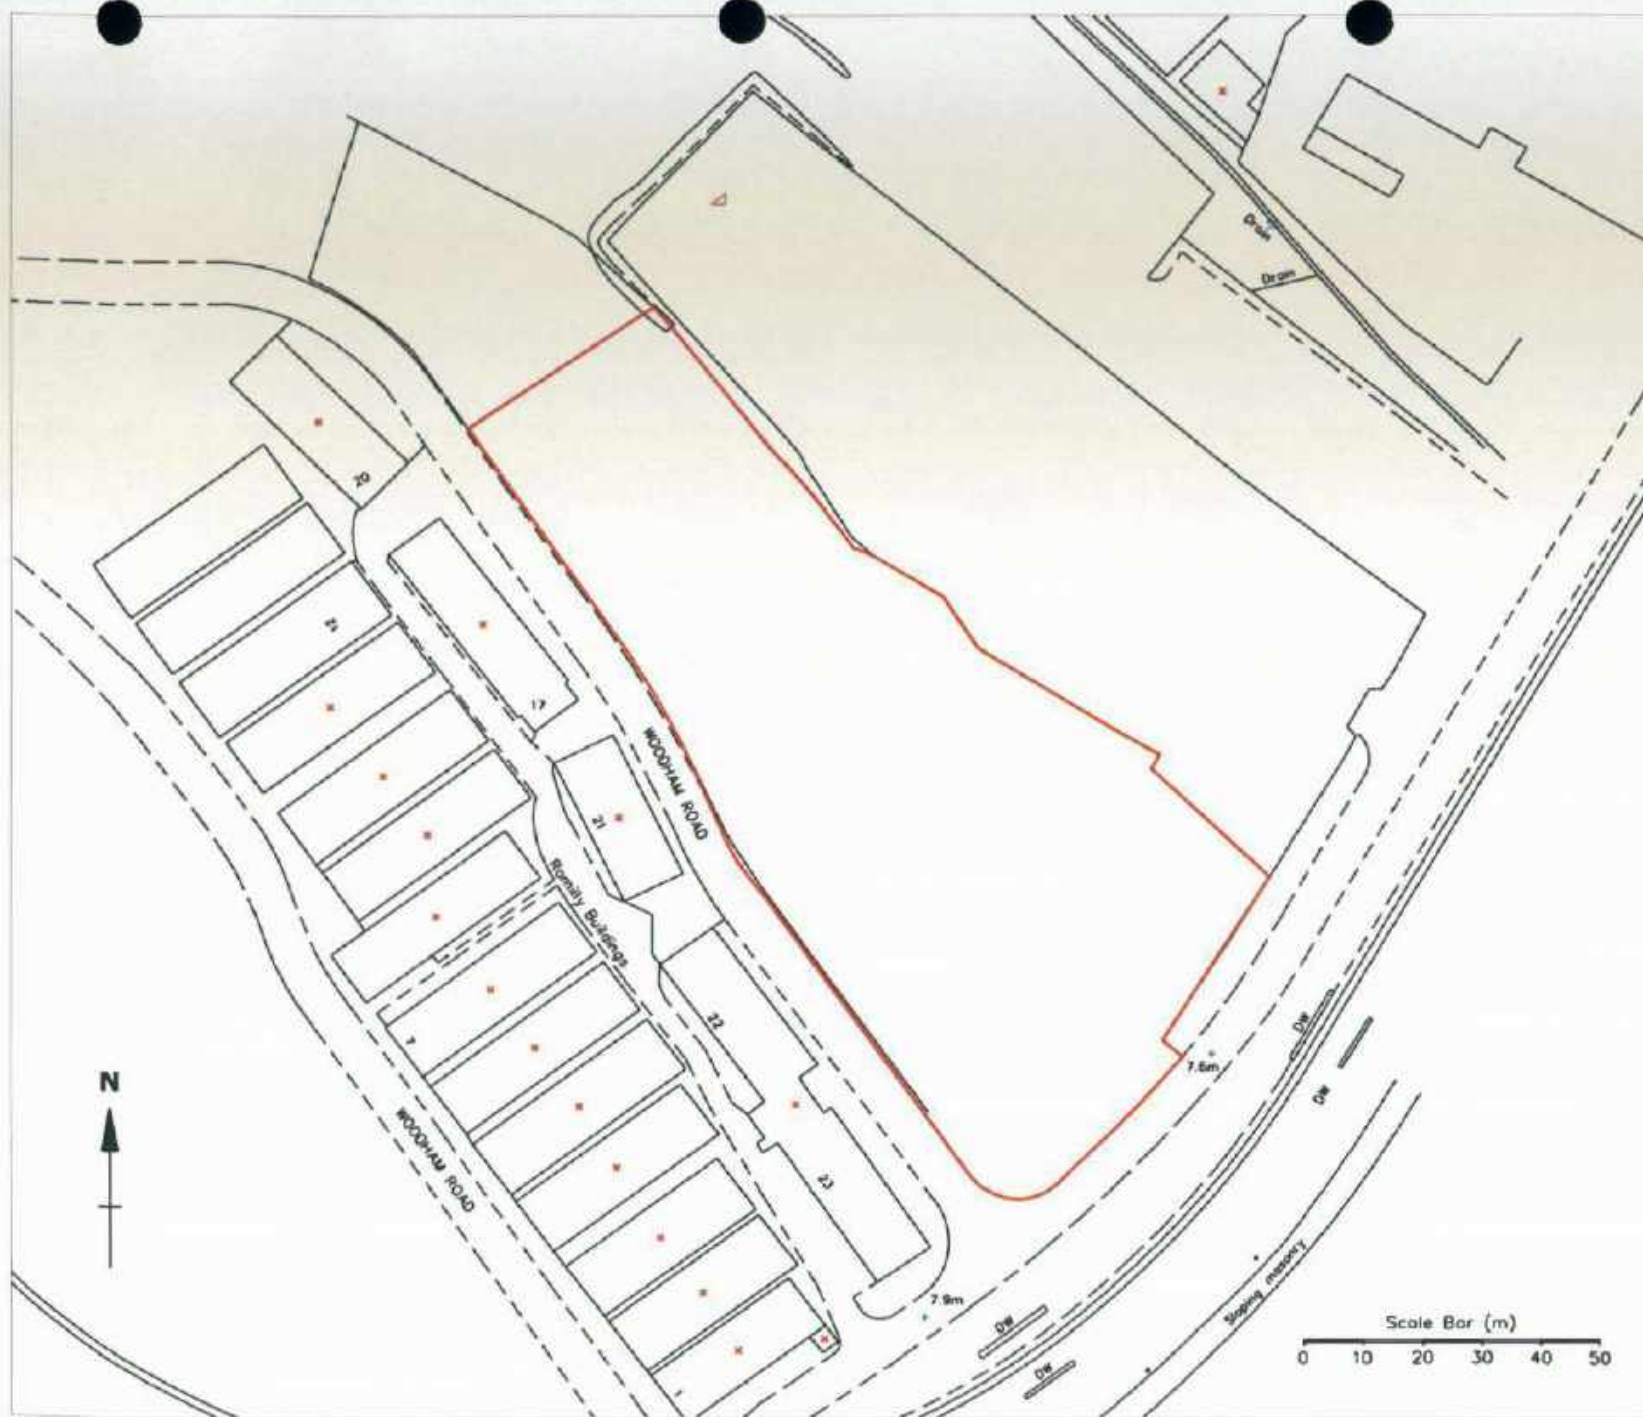 Drain
Drain
20
24
17
WOODHAM ROAD
21
Romilly Buildings
22
7
DW
7.6m
DW
N
WOODHAM ROAD
23
7.9m
DW
DW
Sloping masonry
1
Scale Bar (m)
0 10 20 30 40 50